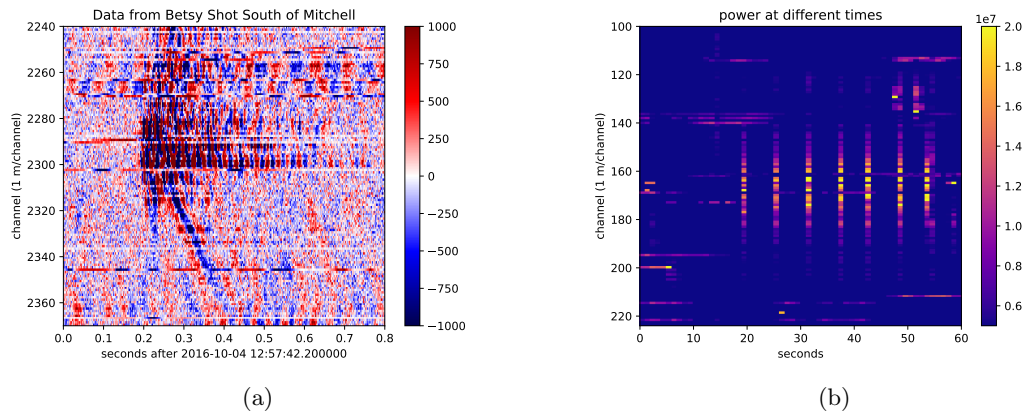 Data from Betsy Shot South of Mitchell
2240
2260
2280
2300
2320
2340
2360
channel (1 m/channel)
0.0 0.1 0.2 0.3 0.4 0.5 0.6 0.7 0.8
seconds after 2016-10-04 12:57:42.200000
1000
750
500
250
0
−250
−500
−750
−1000
(a)
power at different times
100
120
140
160
180
200
220
channel (1 m/channel)
0 10 20 30 40 50 60
seconds
1e7
2.0
1.8
1.6
1.4
1.2
1.0
0.8
0.6
(b)